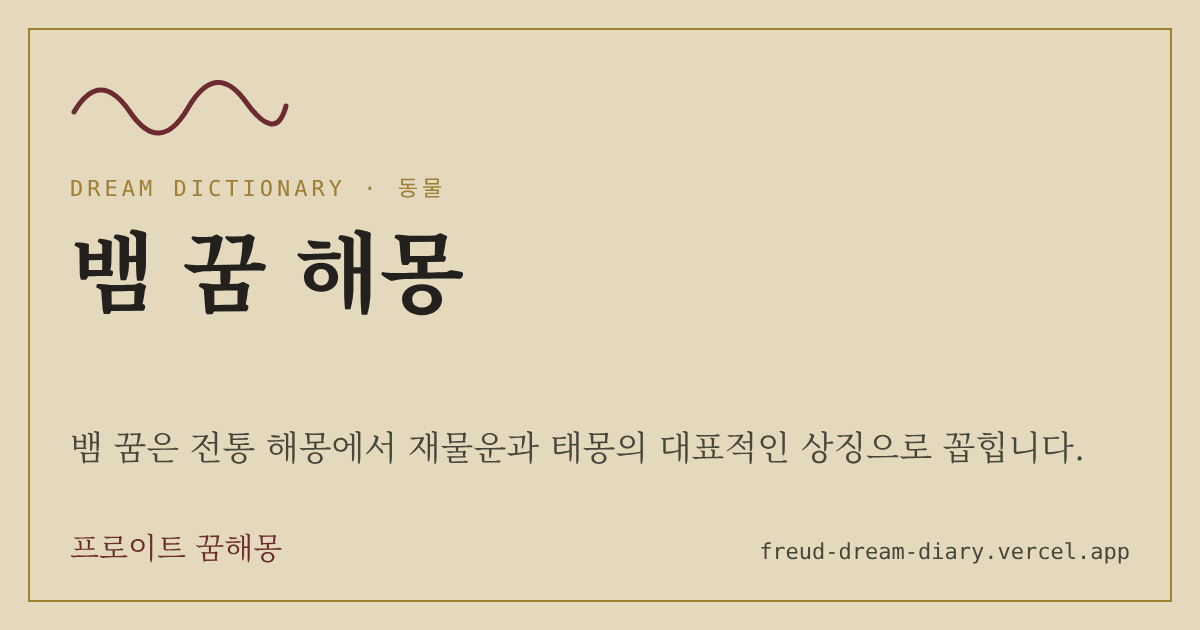 DREAM DICTIONARY · 동물
뱀 꿈 해몽
뱀 꿈은 전통 해몽에서 재물운과 태몽의 대표적인 상징으로 꼽힙니다.
프로이트 꿈해몽
freud-dream-diary.vercel.app